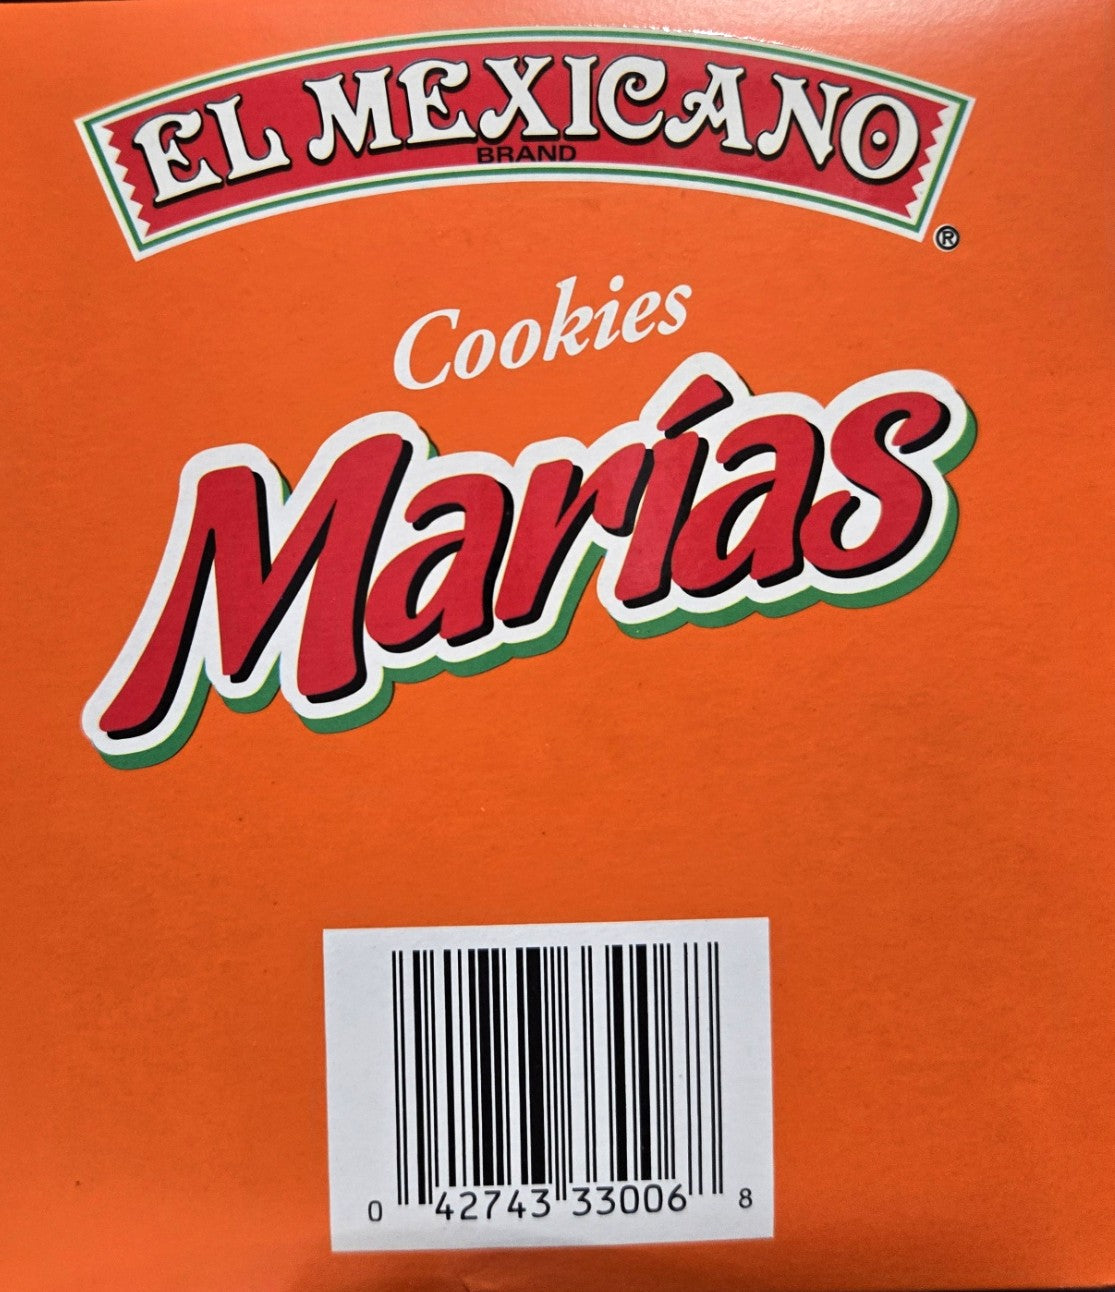 EL MEXICANO
BRAND
®
Cookies
Marías
0 42743 33006 8